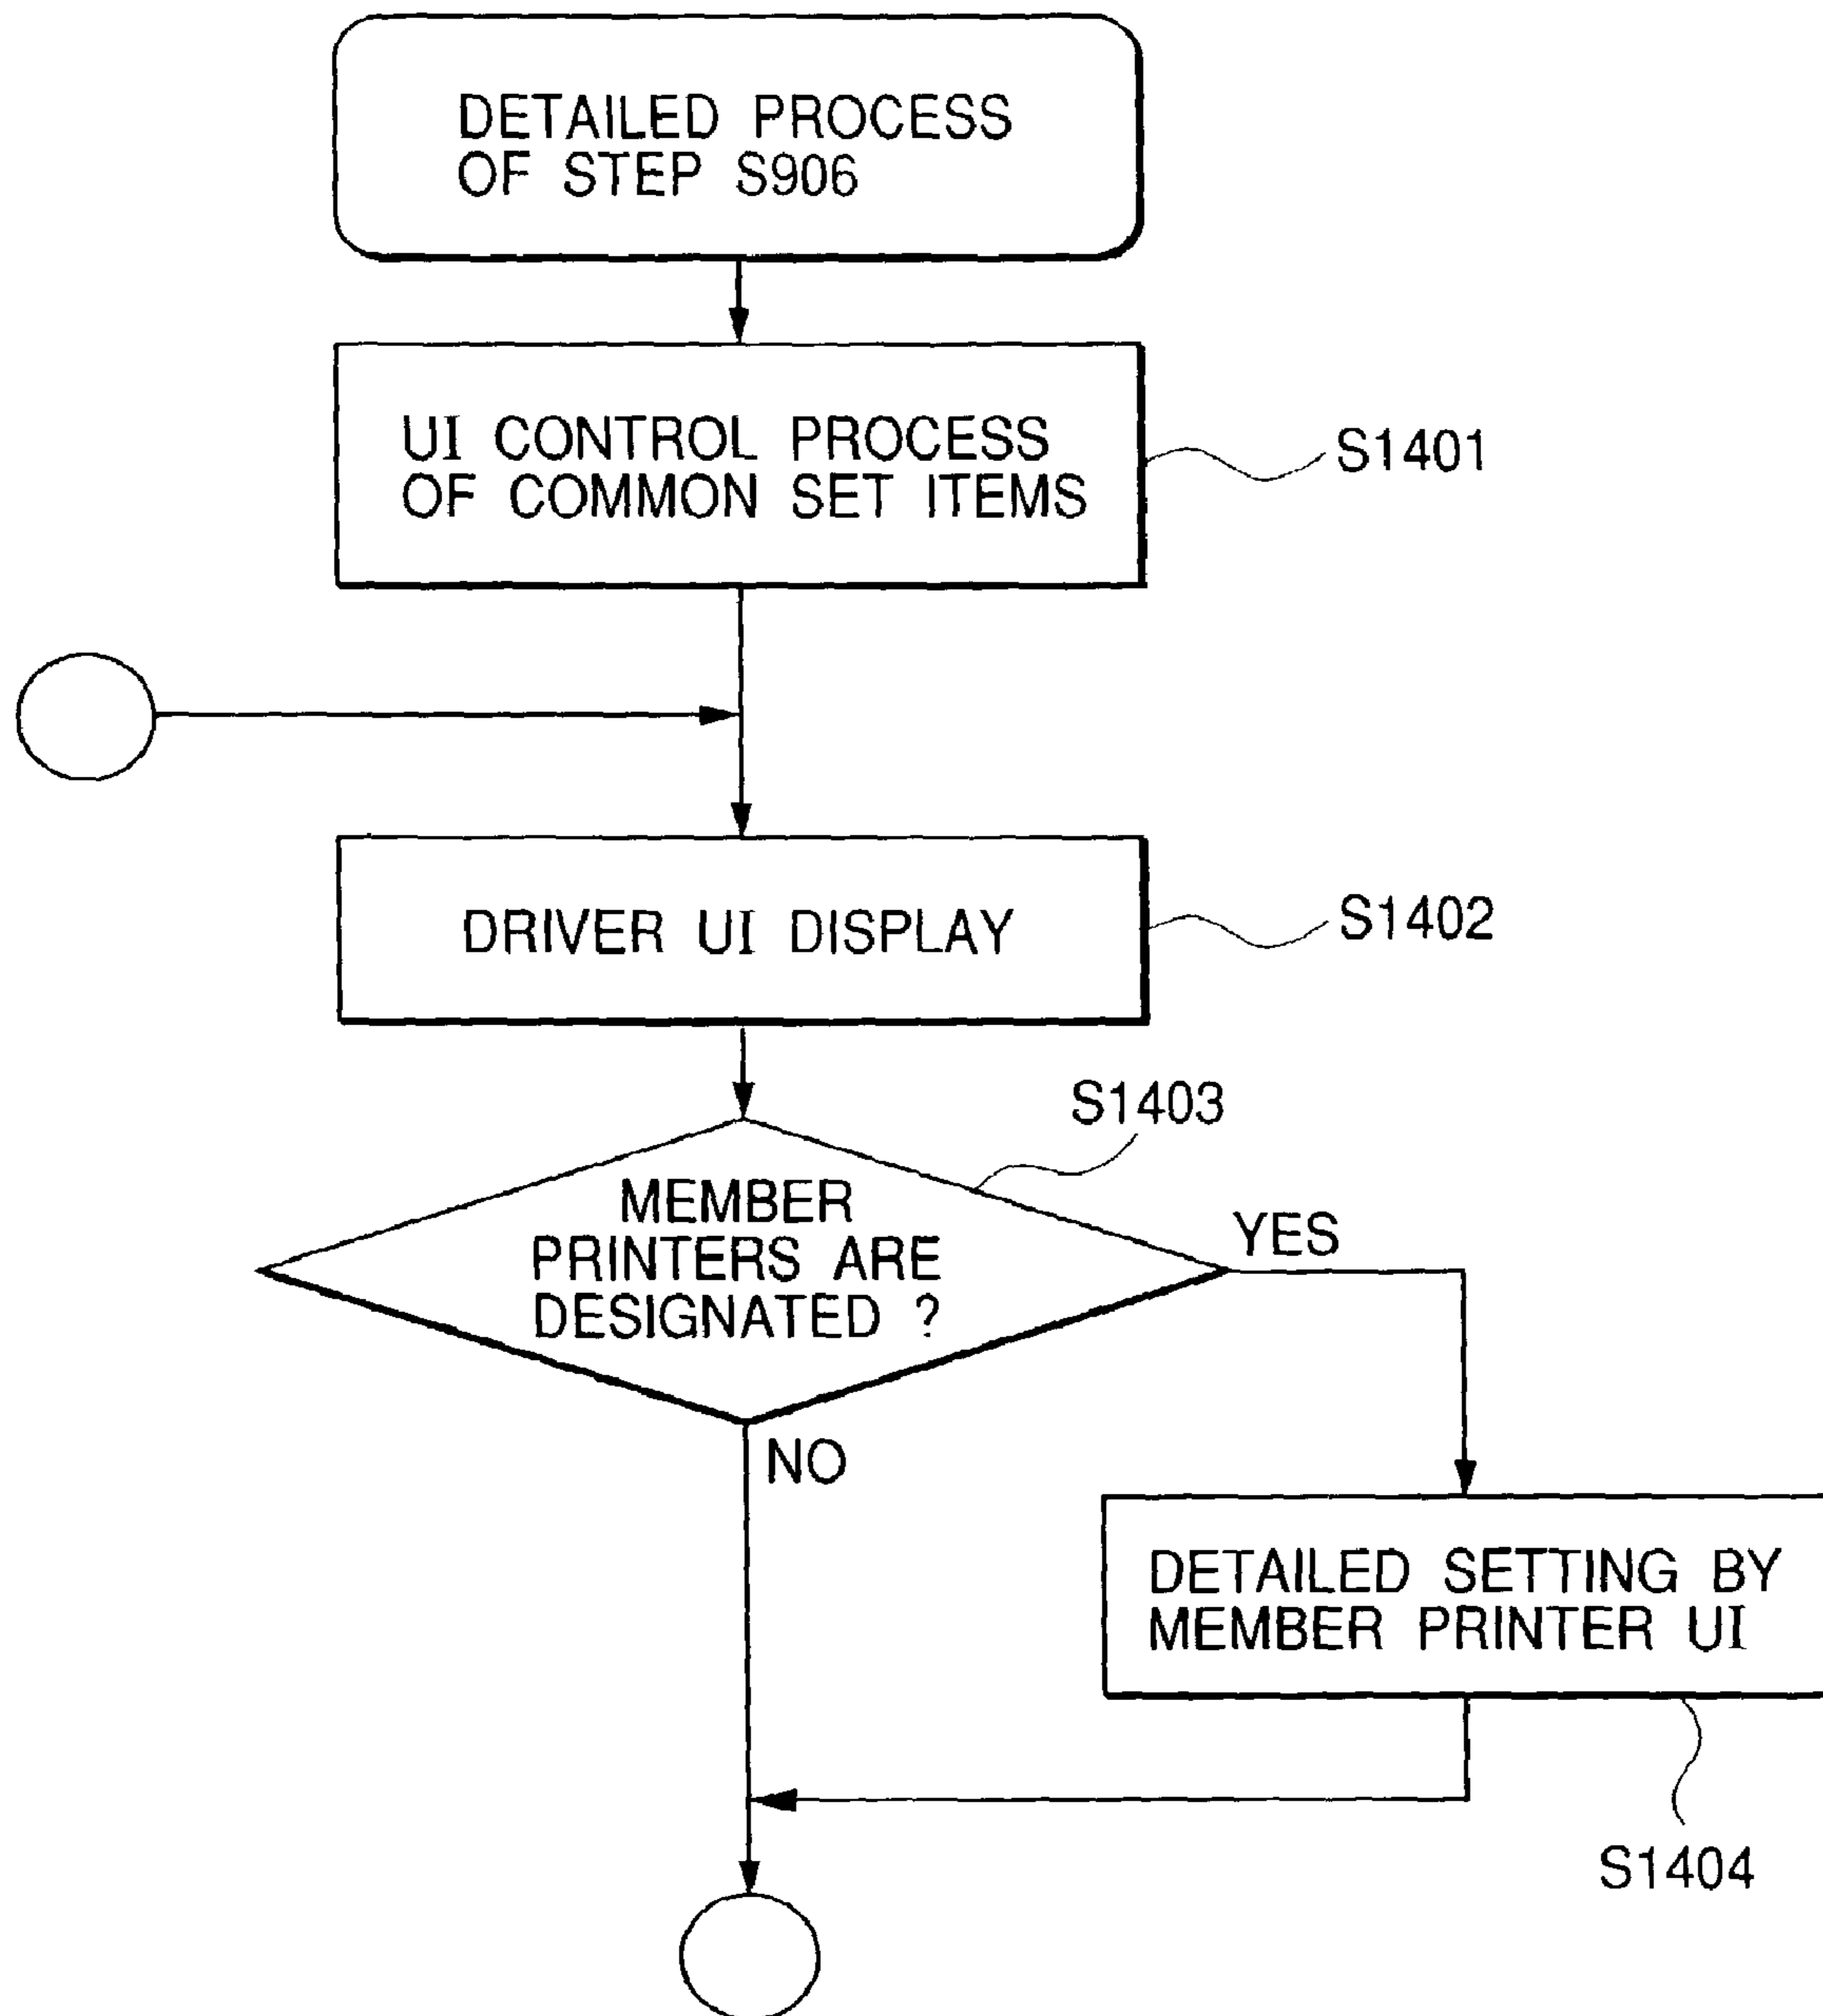 DETAILED PROCESS
OF STEP S906
UI CONTROL PROCESS
OF COMMON SET ITEMS
S1401
DRIVER UI DISPLAY
S1402
S1403
MEMBER
PRINTERS ARE
DESIGNATED ?
YES
NO
DETAILED SETTING BY
MEMBER PRINTER UI
S1404